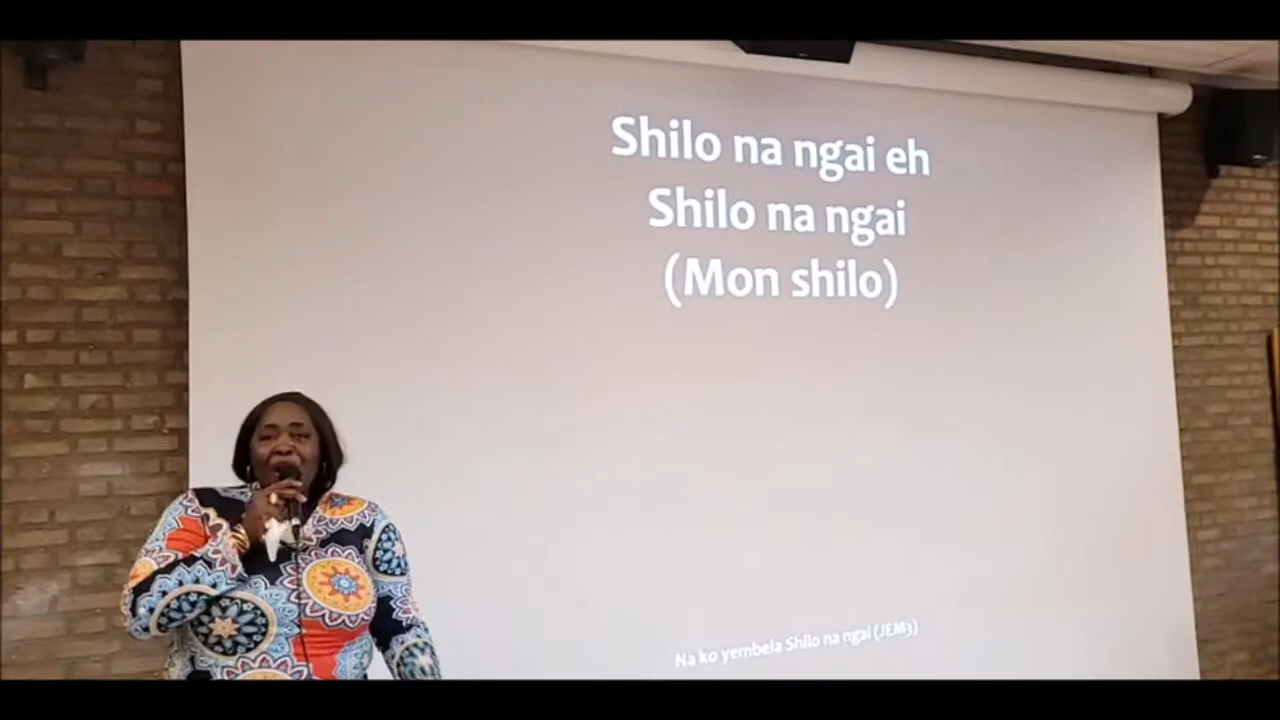 Shilo na ngai eh
Shilo na ngai
(Mon shilo)
Na ko yembela Shilo na ngai (JEM3)